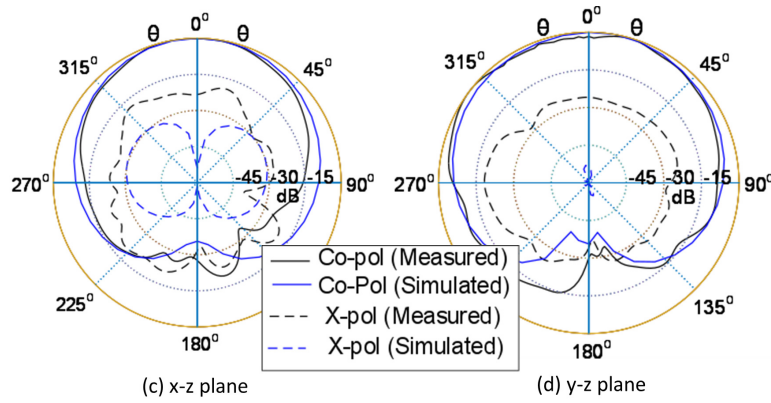 0°
θ θ
315° 45°
270° -45 -30 -15 90°
dB
225°
180°
(c) x-z plane
0°
θ θ
315° 45°
270° -45 -30 -15 90°
dB
135°
180°
(d) y-z plane
Co-pol (Measured)
Co-Pol (Simulated)
X-pol (Measured)
X-pol (Simulated)